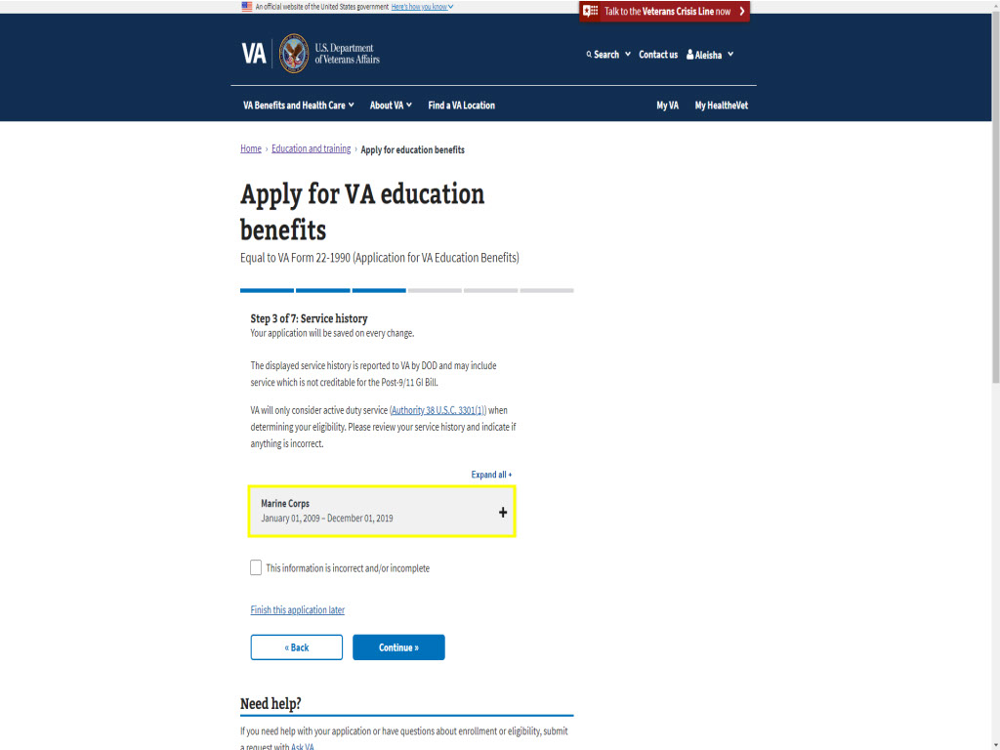 An official website of the United States government Here's how you know
Talk to the Veterans Crisis Line now
VA
U.S. Department
of Veterans Affairs
Search Contact us Aleisha
VA Benefits and Health Care About VA Find a VA Location My VA My HealtheVet
Home › Education and training › Apply for education benefits
Apply for VA education
benefits
Equal to VA Form 22-1990 (Application for VA Education Benefits)
Step 3 of 7: Service history
Your application will be saved on every change.
The displayed service history is reported to VA by DOD and may include
service which is not creditable for the Post-9/11 GI Bill.
VA will only consider active duty service (Authority 38 U.S.C. 3301(1)) when
determining your eligibility. Please review your service history and indicate if
anything is incorrect.
Expand all +
Marine Corps
January 01, 2009 – December 01, 2019
+
This information is incorrect and/or incomplete
Finish this application later
« Back
Continue »
Need help?
If you need help with your application or have questions about enrollment or eligibility, submit
a request with Ask VA